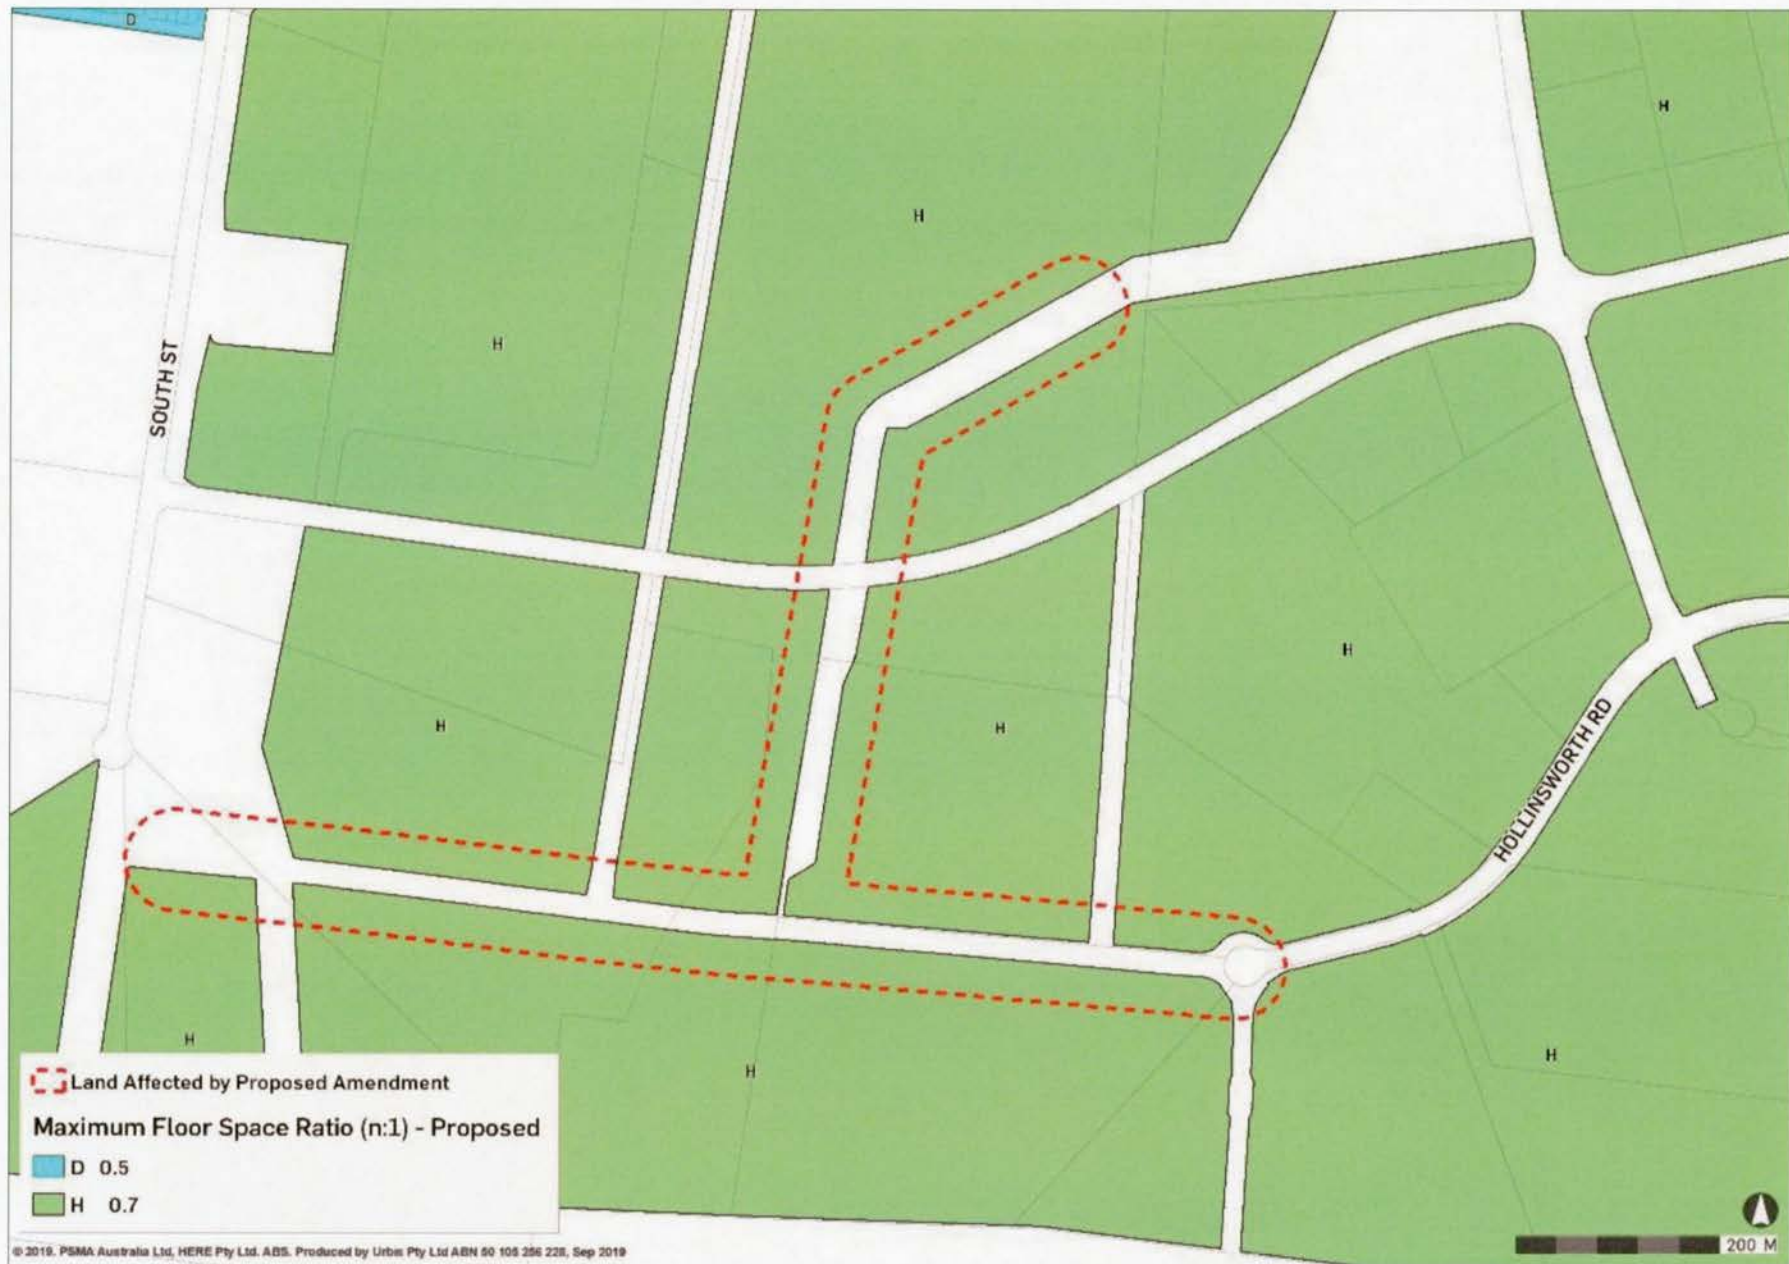 D
H
H
H
SOUTH ST
H
H
H
HOLLINSWORTH RD
H
H
H
Land Affected by Proposed Amendment
Maximum Floor Space Ratio (n:1) - Proposed
D 0.5
H 0.7
200 M
© 2019. PSMA Australia Ltd, HERE Pty Ltd. ABS. Produced by Urbis Pty Ltd ABN 50 105 256 228, Sep 2019